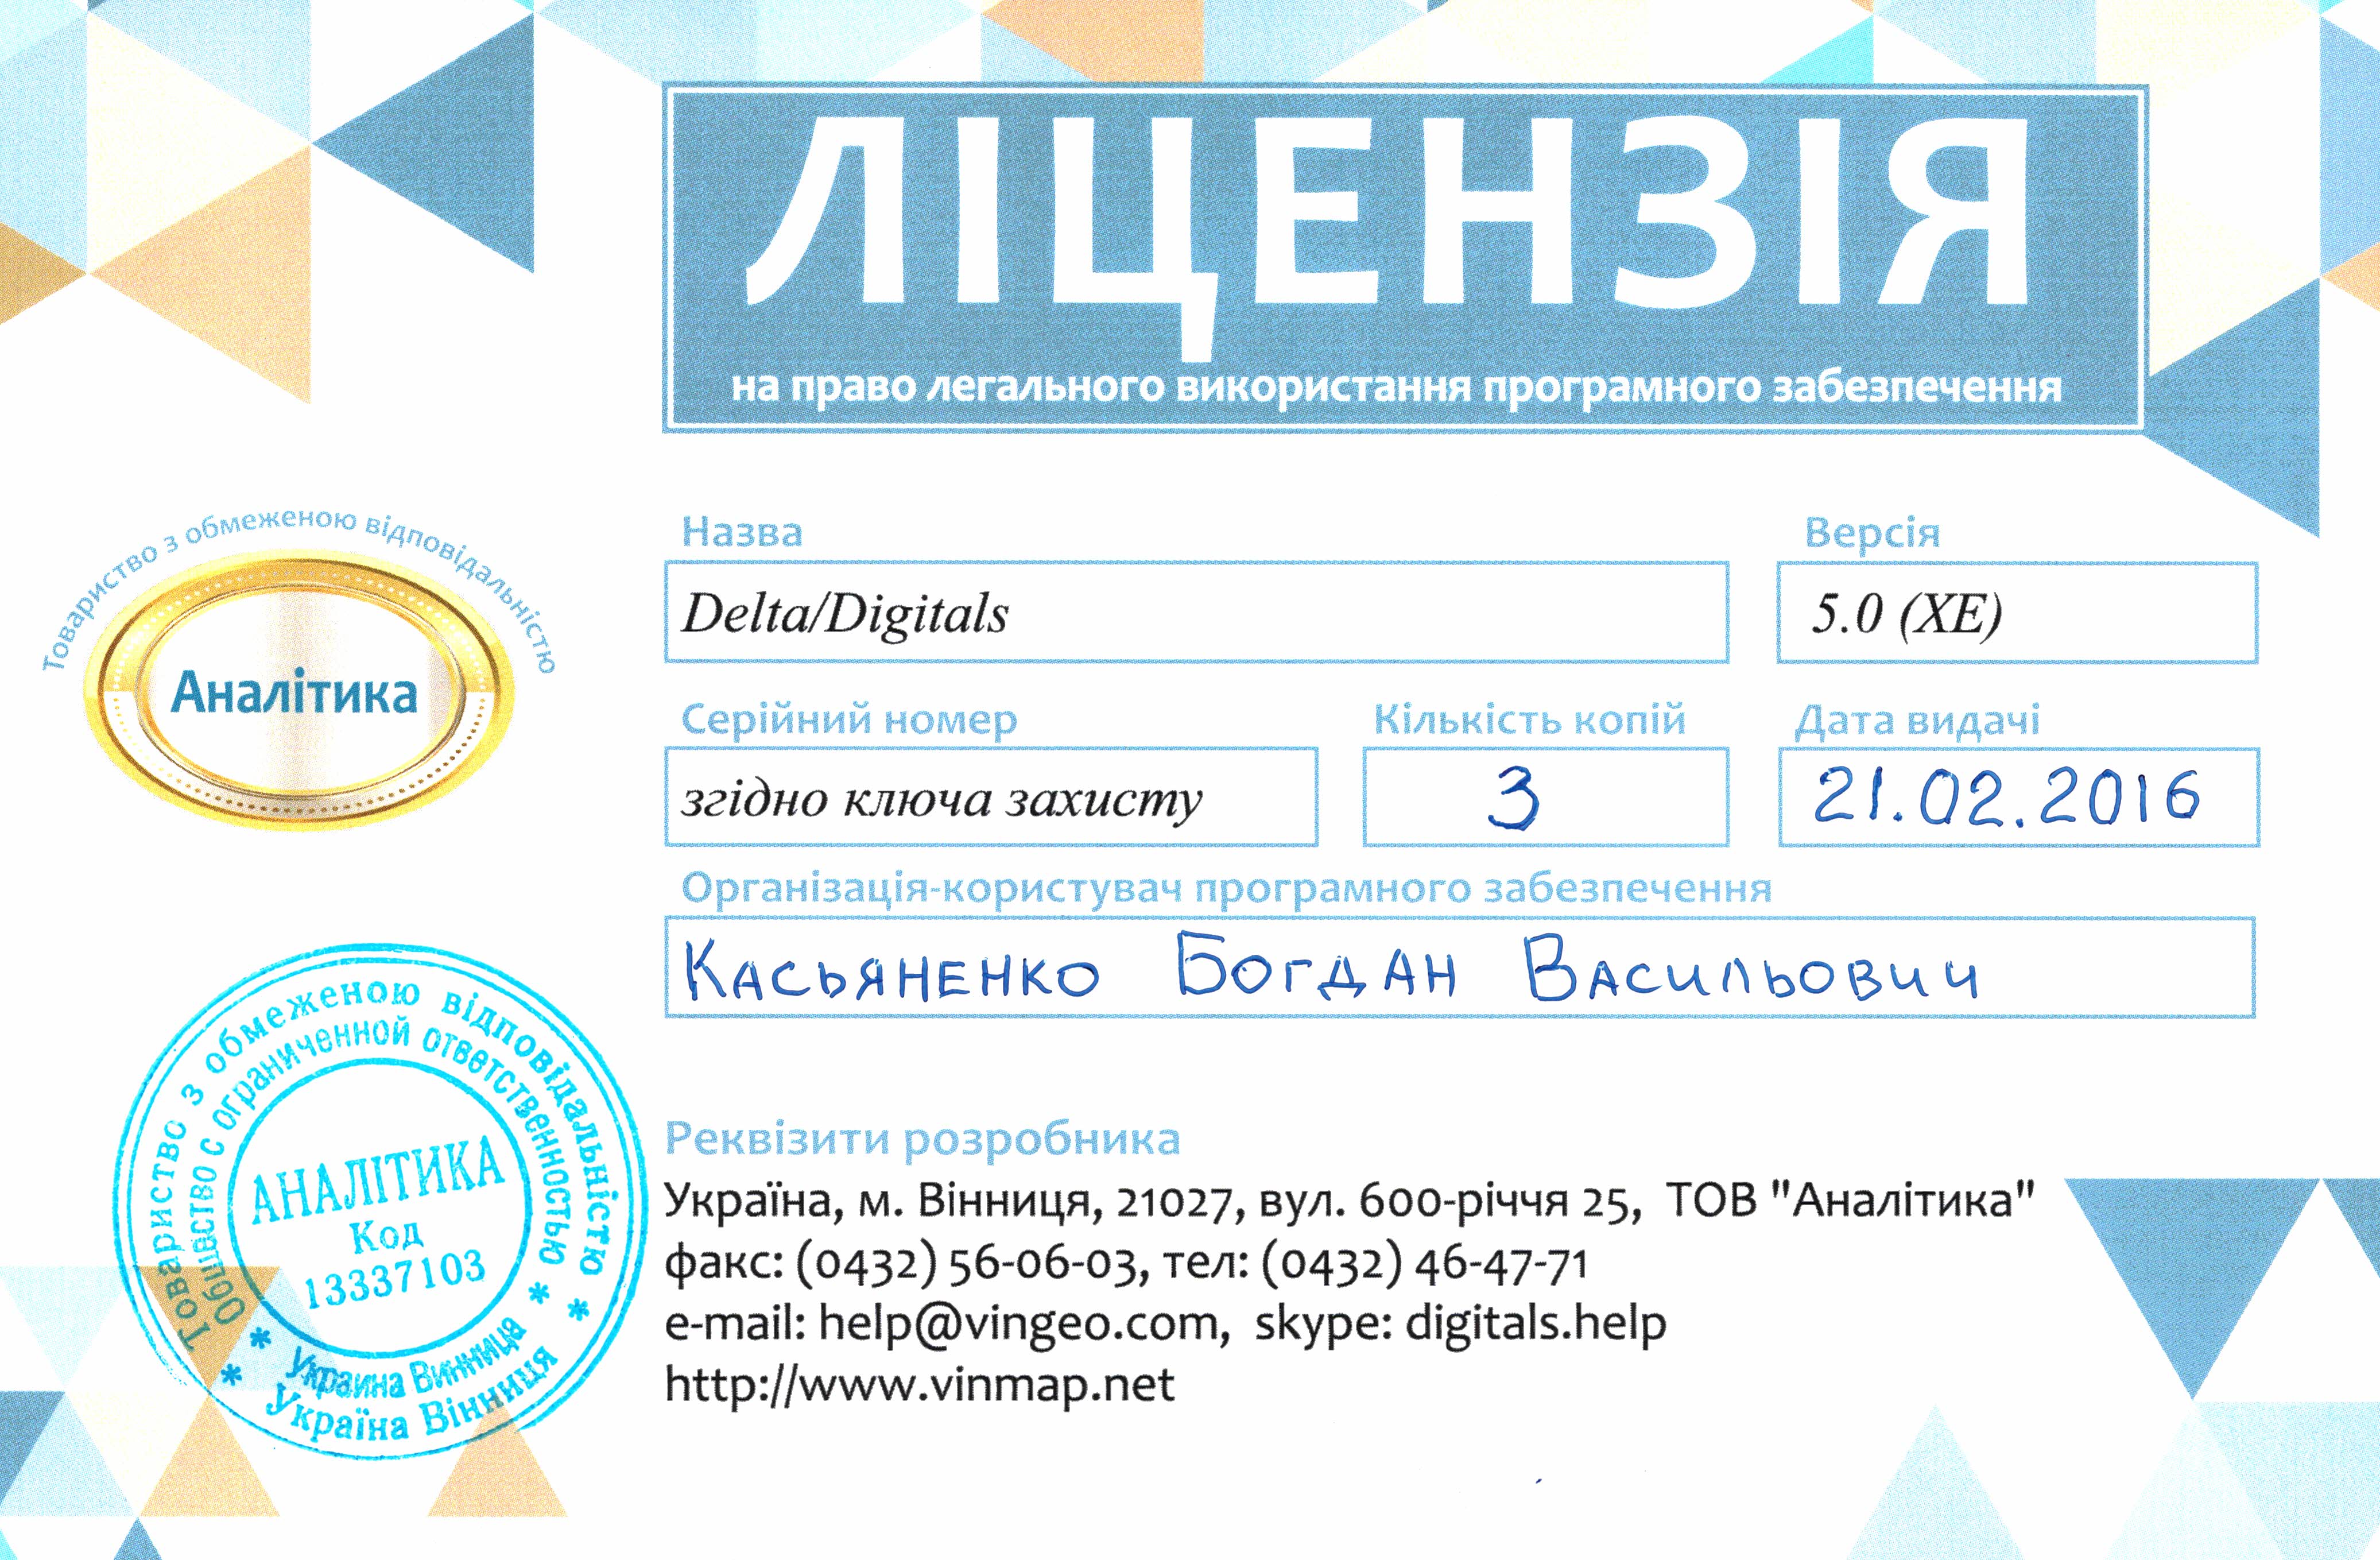 ЛІЦЕНЗІЯ
на право легального використання програмного забезпечення
Товариство з обмеженою відповідальністю
Аналітика
Назва
Delta/Digitals
Версія
5.0 (XE)
Серійний номер
згідно ключа захисту
Кількість копій
3
Дата видачі
21.02.2016
Організація-користувач програмного забезпечення
Касьяненко Богдан Васильович
Товариство з обмеженою відповідальністю
Общество с ограниченной ответственностью
АНАЛІТИКА
Код
13337103
Украина Винница
Україна Вінниця
Реквізити розробника
Україна, м. Вінниця, 21027, вул. 600-річчя 25, ТОВ "Аналітика"
факс: (0432) 56-06-03, тел: (0432) 46-47-71
e-mail: help@vingeo.com, skype: digitals.help
http://www.vinmap.net